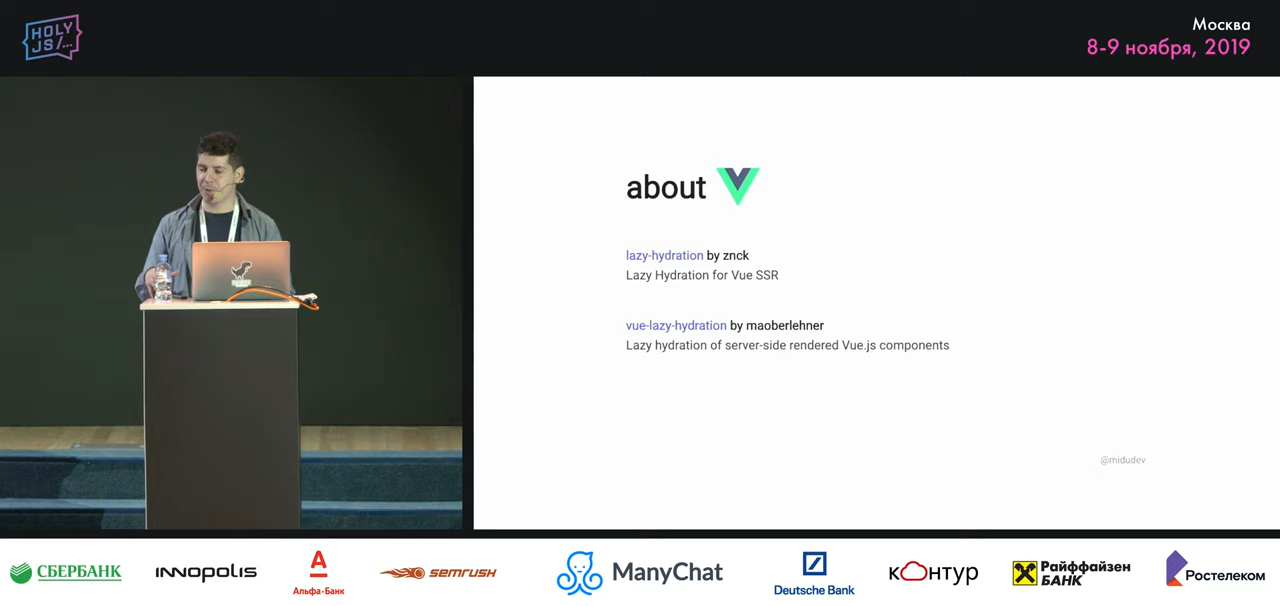 HOLY
JS/...
Москва
8-9 ноября, 2019
about
lazy-hydration by znck
Lazy Hydration for Vue SSR
vue-lazy-hydration by maoberlehner
Lazy hydration of server-side rendered Vue.js components
@midudev
СБЕРБАНК
INNOPOLIS
Альфа·Банк
semrush
ManyChat
Deutsche Bank
КОНТУР
Райффайзен
БАНК
Ростелеком